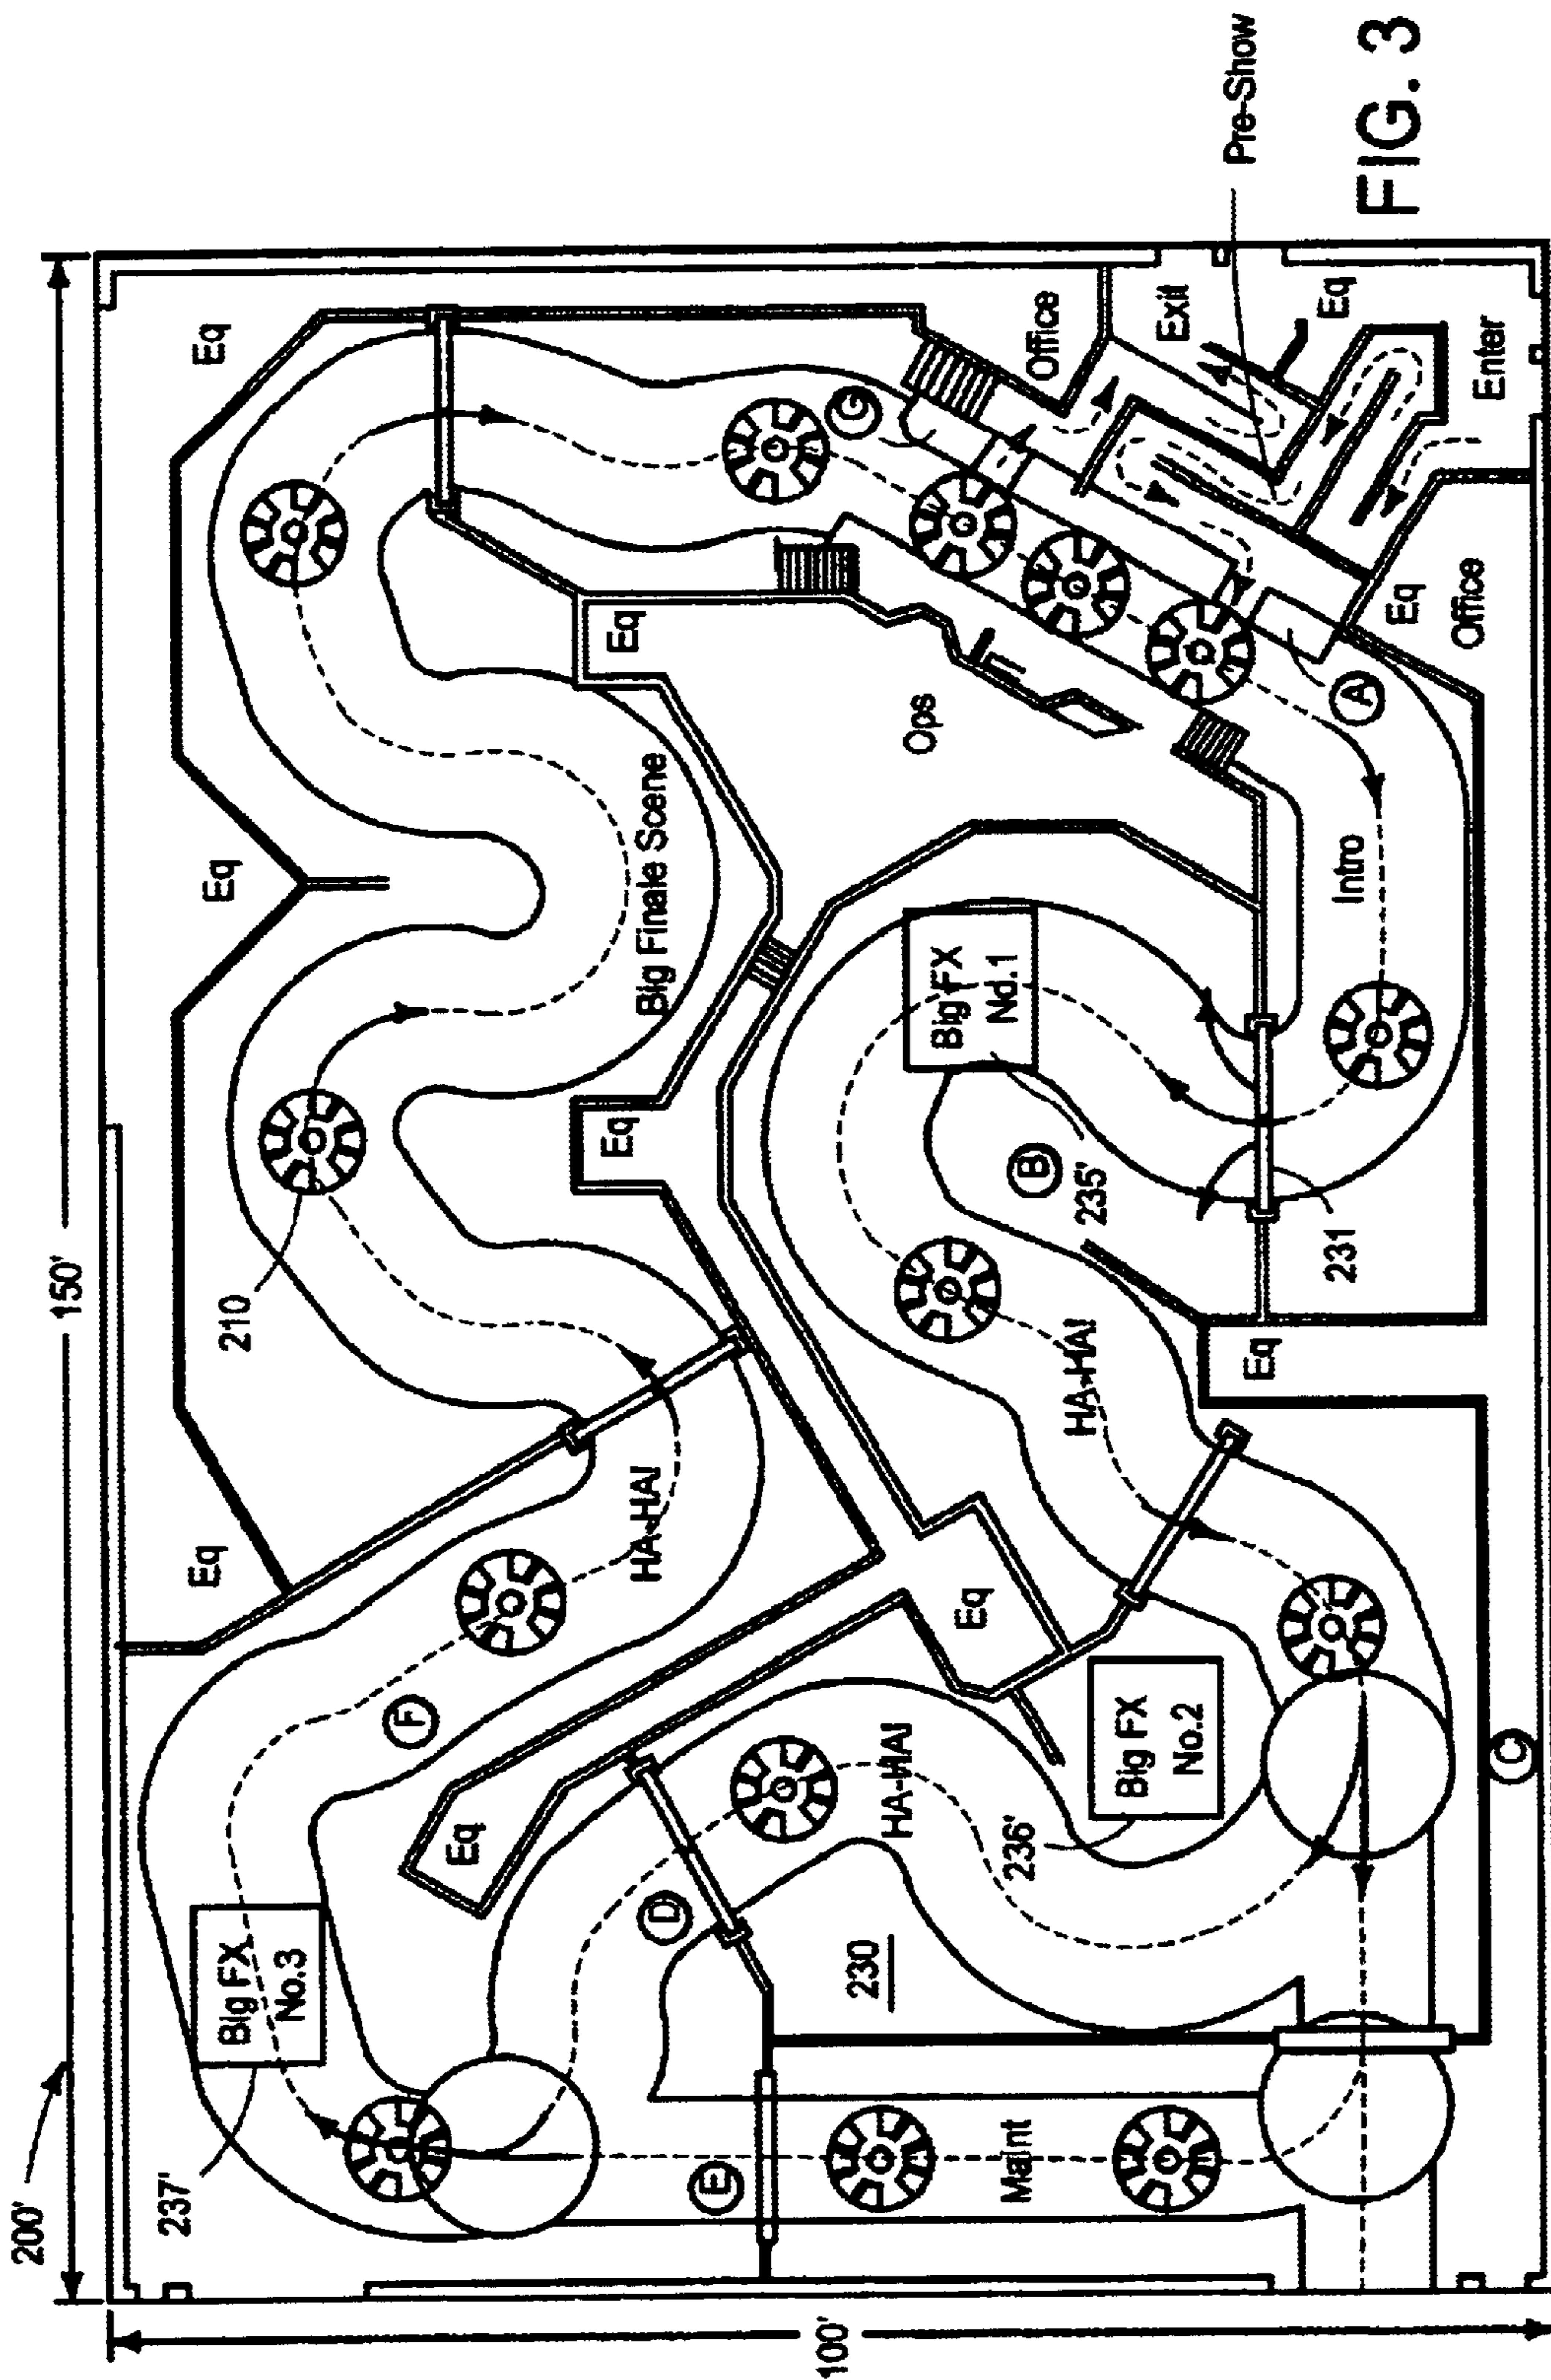 200'
150'
237'
Eq
Eq
Eq
210
Big FX
No.3
F
Eq
Eq
Eq
HA-HA!
Big Finale Scene
D
E
100'
G
230
HA-HA!
Ops
Big FX
Nd.1
Eq
Maint
236'
B
Office
HA-HA!
235'
Big FX
No.2
Exit
Pre-Show
Eq
Eq
231
Intro
A
FIG. 3
Eq
Office
Enter
C